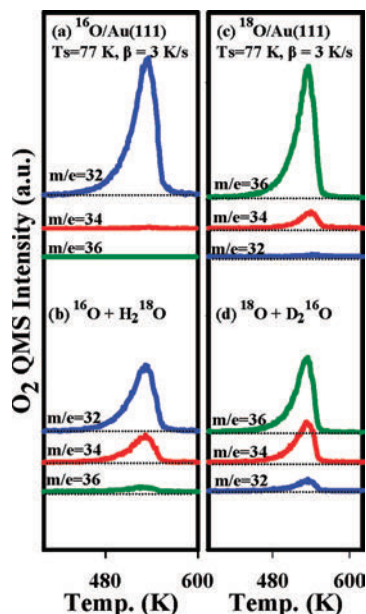 (a) ¹⁶O/Au(111)
Ts=77 K, β = 3 K/s
m/e=32
m/e=34
m/e=36
(c) ¹⁸O/Au(111)
Ts=77 K, β = 3 K/s
m/e=36
m/e=34
m/e=32
(b) ¹⁶O + H₂¹⁸O
m/e=32
m/e=34
m/e=36
(d) ¹⁸O + D₂¹⁶O
m/e=36
m/e=34
m/e=32
O₂ QMS Intensity (a.u.)
480 600 480 600
Temp. (K) Temp. (K)